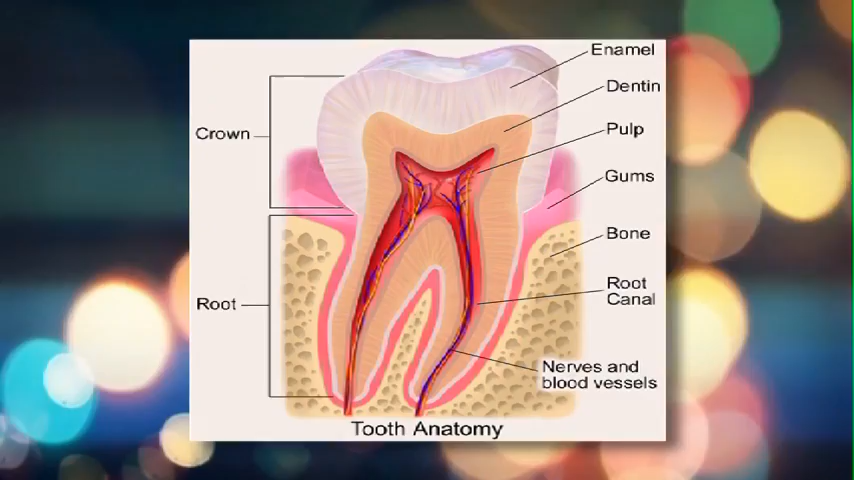 Enamel
Dentin
Crown
Pulp
Gums
Bone
Root
Root
Canal
Nerves and
blood vessels
Tooth Anatomy